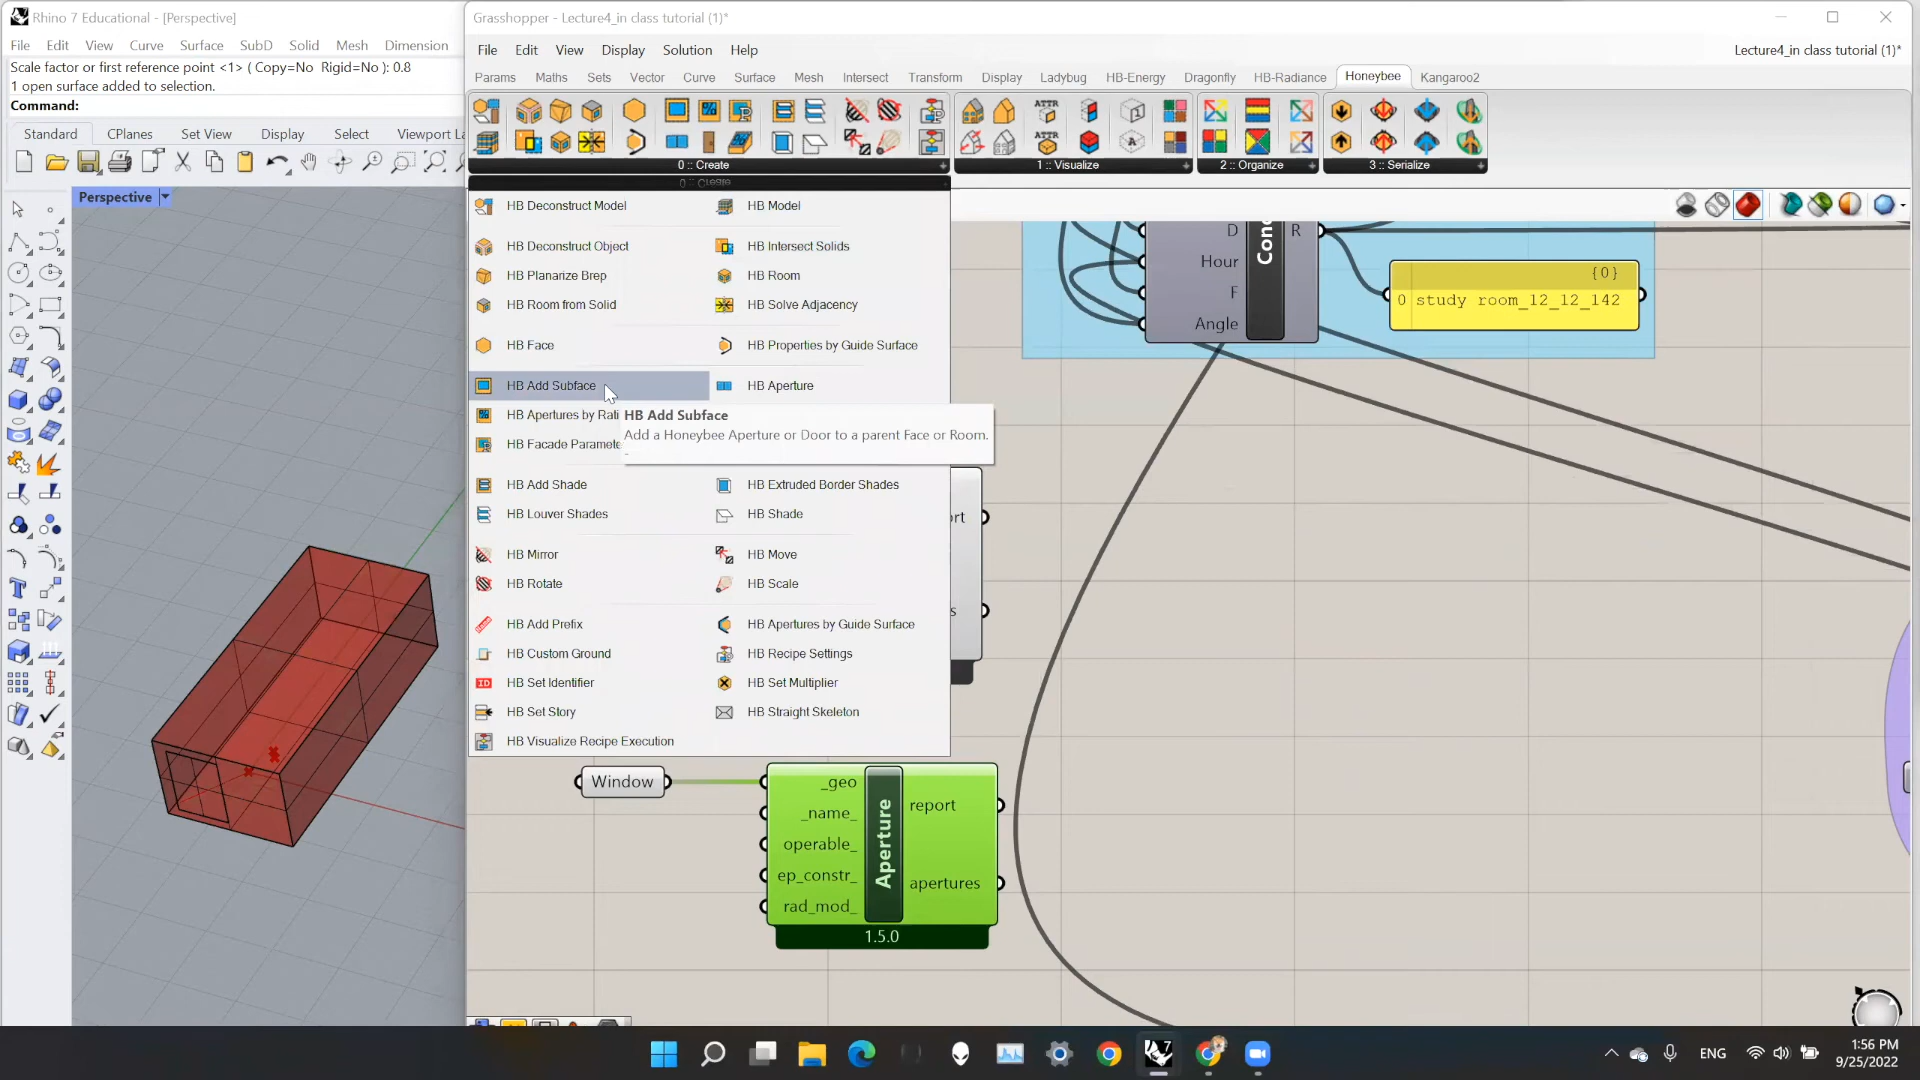 Rhino 7 Educational - [Perspective]
File Edit View Curve Surface SubD Solid Mesh Dimension
Scale factor or first reference point <1> ( Copy=No Rigid=No ): 0.8
1 open surface added to selection.
Command:
Standard CPlanes Set View Display Select Viewport La
Perspective
Grasshopper - Lecture4_in class tutorial (1)*
File Edit View Display Solution Help
Lecture4_in class tutorial (1)*
Params Maths Sets Vector Curve Surface Mesh Intersect Transform Display Ladybug HB-Energy Dragonfly HB-Radiance Honeybee Kangaroo2
ATTR
ATTR
0 :: Create 1 :: Visualize 2 :: Organize 3 :: Serialize
0 :: Create
HB Deconstruct Model HB Model
HB Deconstruct Object HB Intersect Solids
HB Planarize Brep HB Room
HB Room from Solid HB Solve Adjacency
HB Face HB Properties by Guide Surface
HB Add Subface HB Aperture
HB Apertures by Rati
HB Facade Paramete
HB Add Subface
Add a Honeybee Aperture or Door to a parent Face or Room.
HB Add Shade HB Extruded Border Shades
HB Louver Shades HB Shade
HB Mirror HB Move
HB Rotate HB Scale
HB Add Prefix HB Apertures by Guide Surface
HB Custom Ground HB Recipe Settings
ID HB Set Identifier HB Set Multiplier
HB Set Story HB Straight Skeleton
HB Visualize Recipe Execution
D R
Hour
F
Angle
Conc
{0}
0 study room_12_12_142
rt
s
Window
_geo
_name_
operable_
ep_constr_
rad_mod_
Aperture
report
apertures
1.5.0
ENG
1:56 PM
9/25/2022